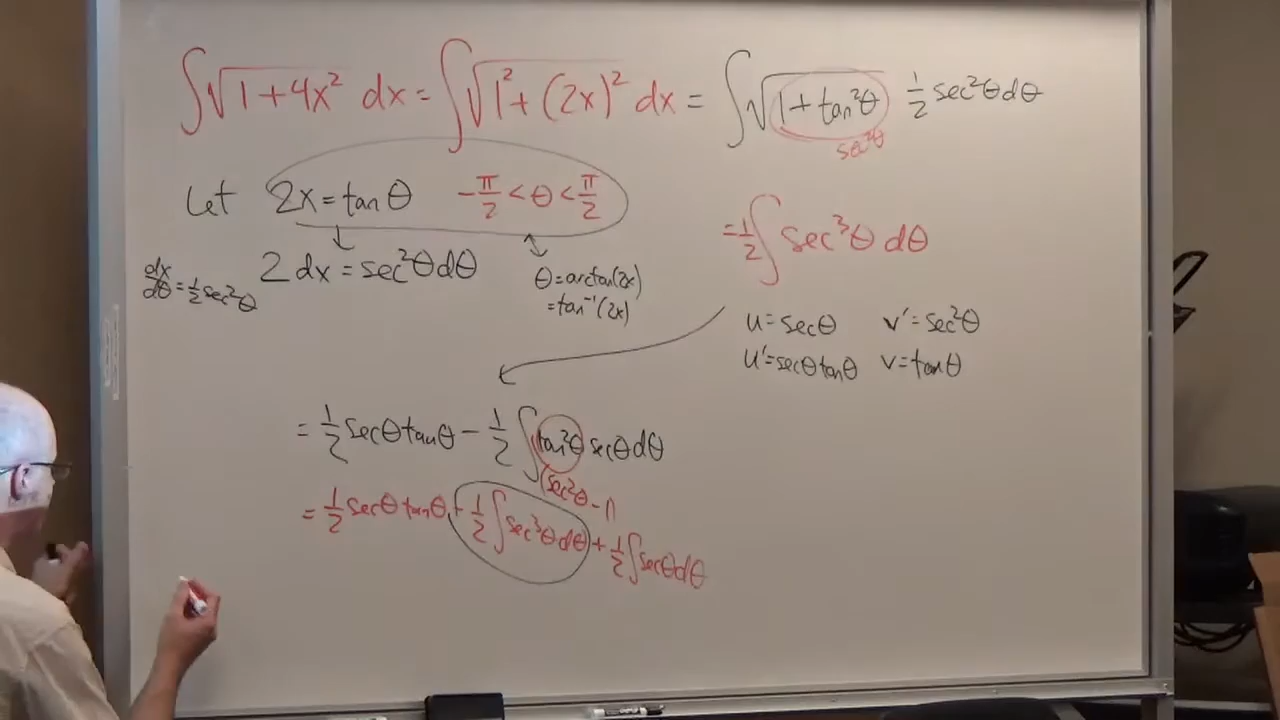 ∫√(1+4x²) dx = ∫√(1²+(2x)²) dx = ∫√(1+tan²θ) ½ sec²θ dθ
sec²θ
Let 2x = tan θ   -π/2 < θ < π/2
= ½ ∫ sec³θ dθ
2 dx = sec²θ dθ
dx/dθ = ½ sec²θ
θ = arctan(2x)
= tan⁻¹(2x)
u = secθ   v' = sec²θ
u' = secθ tanθ   v = tanθ
= ½ secθ tanθ - ½ ∫ tan²θ secθ dθ
(sec²θ - 1)
= ½ secθ tanθ - ½ ∫ sec³θ dθ + ½ ∫ secθ dθ